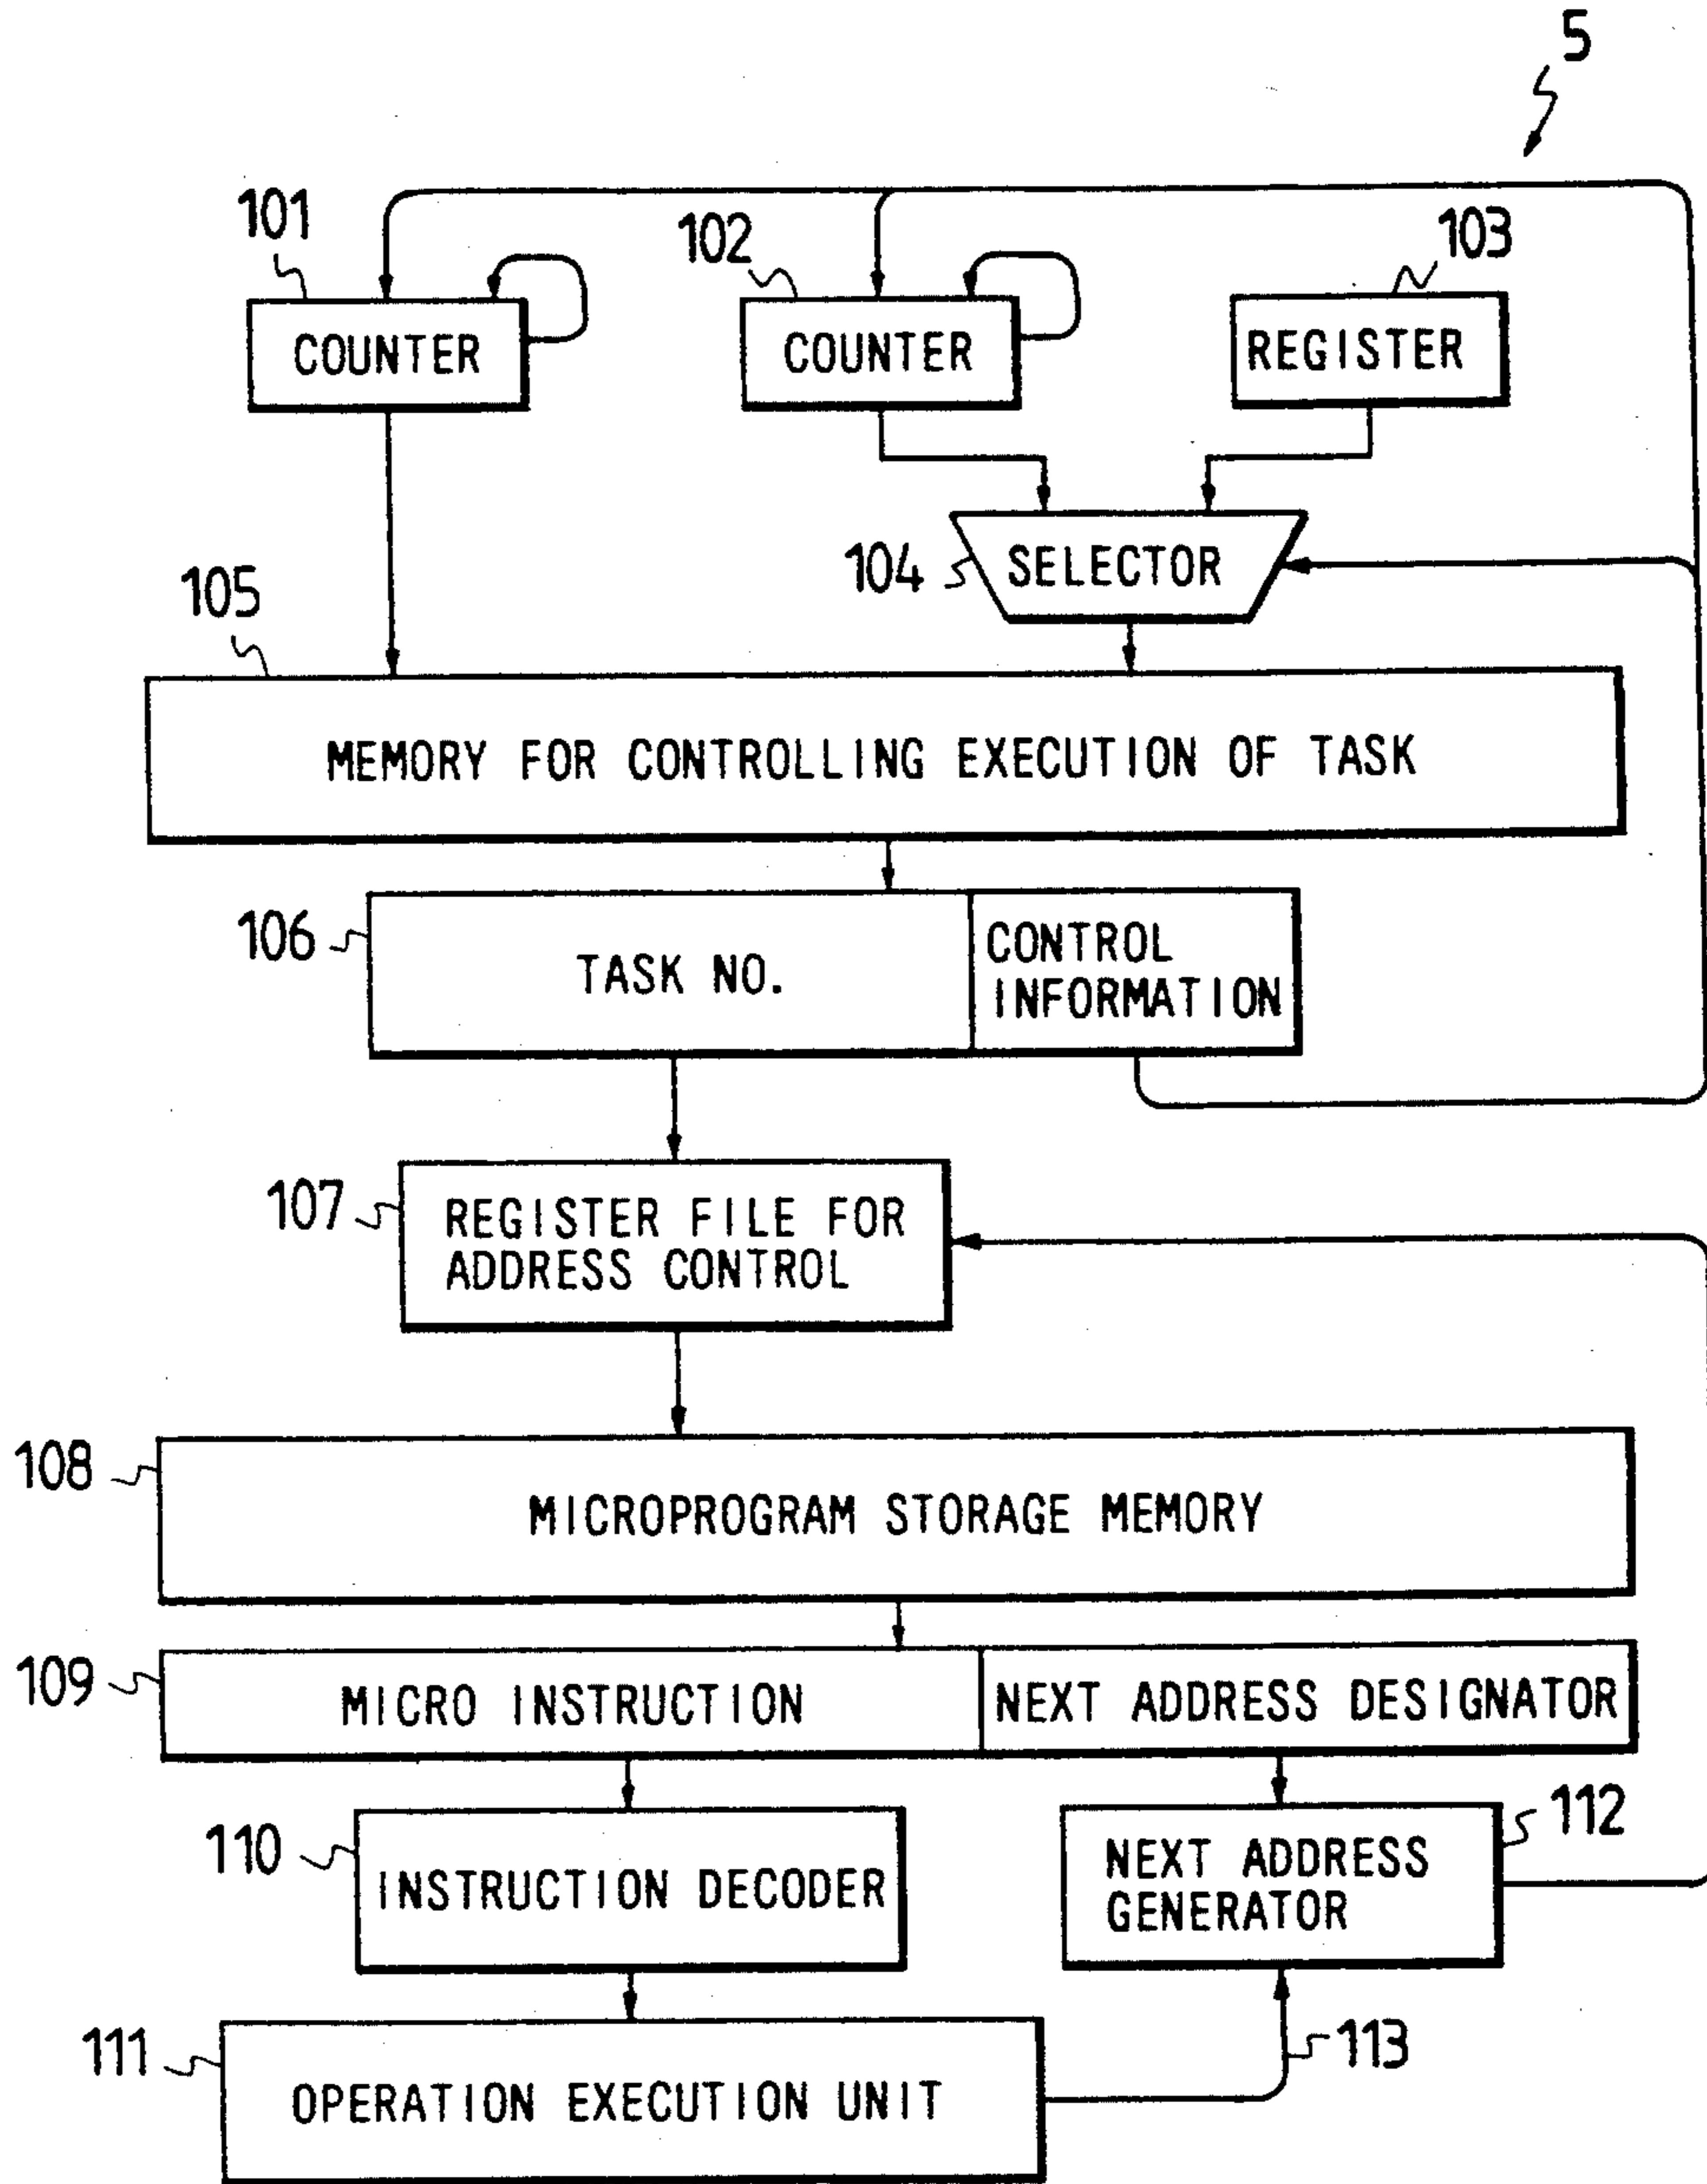 5
101
102
103
COUNTER
COUNTER
REGISTER
104
SELECTOR
105
MEMORY FOR CONTROLLING EXECUTION OF TASK
106
TASK NO.
CONTROL
INFORMATION
107
REGISTER FILE FOR
ADDRESS CONTROL
108
MICROPROGRAM STORAGE MEMORY
109
MICRO INSTRUCTION
NEXT ADDRESS DESIGNATOR
110
INSTRUCTION DECODER
112
NEXT ADDRESS
GENERATOR
111
OPERATION EXECUTION UNIT
113